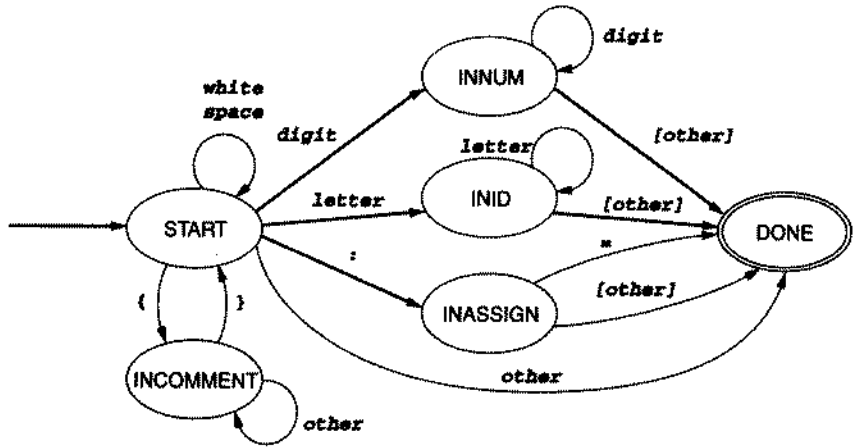 digit
INNUM
white
space
digit
[other]
letter
letter
INID
[other]
START
=
DONE
:
[other]
{
}
INASSIGN
INCOMMENT
other
other